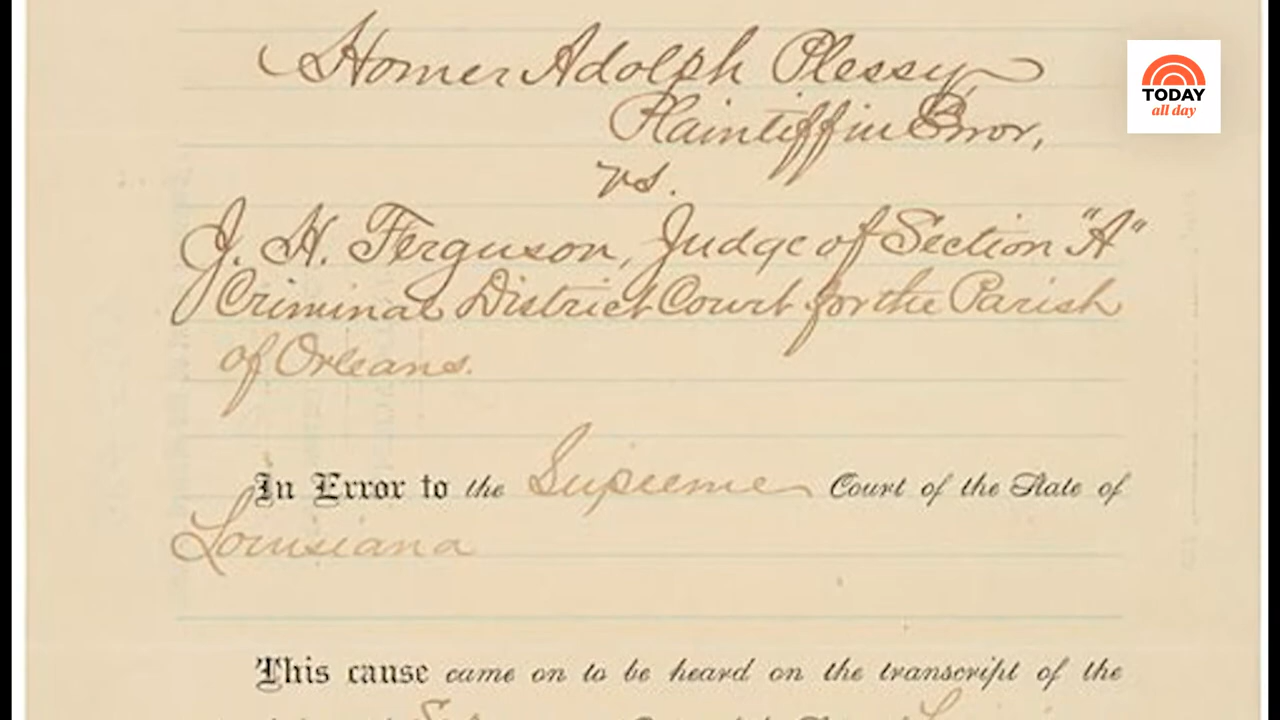 Homer Adolph Plessy
Plaintiff in Error,
vs.
J. H. Ferguson, Judge of Section "A"
Criminal District Court for the Parish
of Orleans.
In Error to the Supreme Court of the State of
Louisiana
This cause came on to be heard on the transcript of the
TODAY
all day